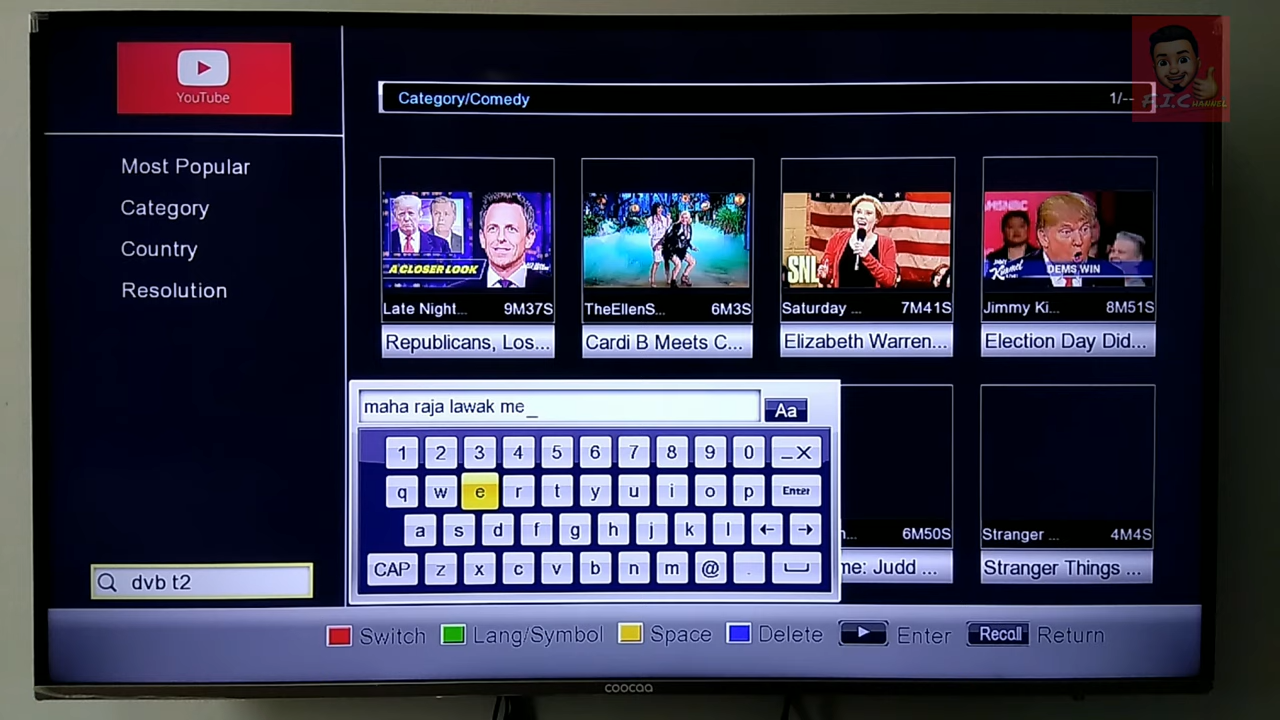 YouTube
Category/Comedy 1/--
Most Popular
Category
Country
Resolution
A CLOSER LOOK
SNL
MSNBC
DEMS WIN
Late Night... 9M37S
TheEllenS... 6M3S
Saturday ... 7M41S
Jimmy Ki... 8M51S
Republicans, Los...
Cardi B Meets C...
Elizabeth Warren...
Election Day Did...
maha raja lawak me_
Aa
1 2 3 4 5 6 7 8 9 0 _X
q w e r t y u i o p Enter
a s d f g h j k l ← →
CAP z x c v b n m @ .
6M50S
Stranger ... 4M4S
me: Judd ...
Stranger Things ...
dvb t2
Switch Lang/Symbol Space Delete Enter Recall Return
coocaa
F.I.C CHANNEL